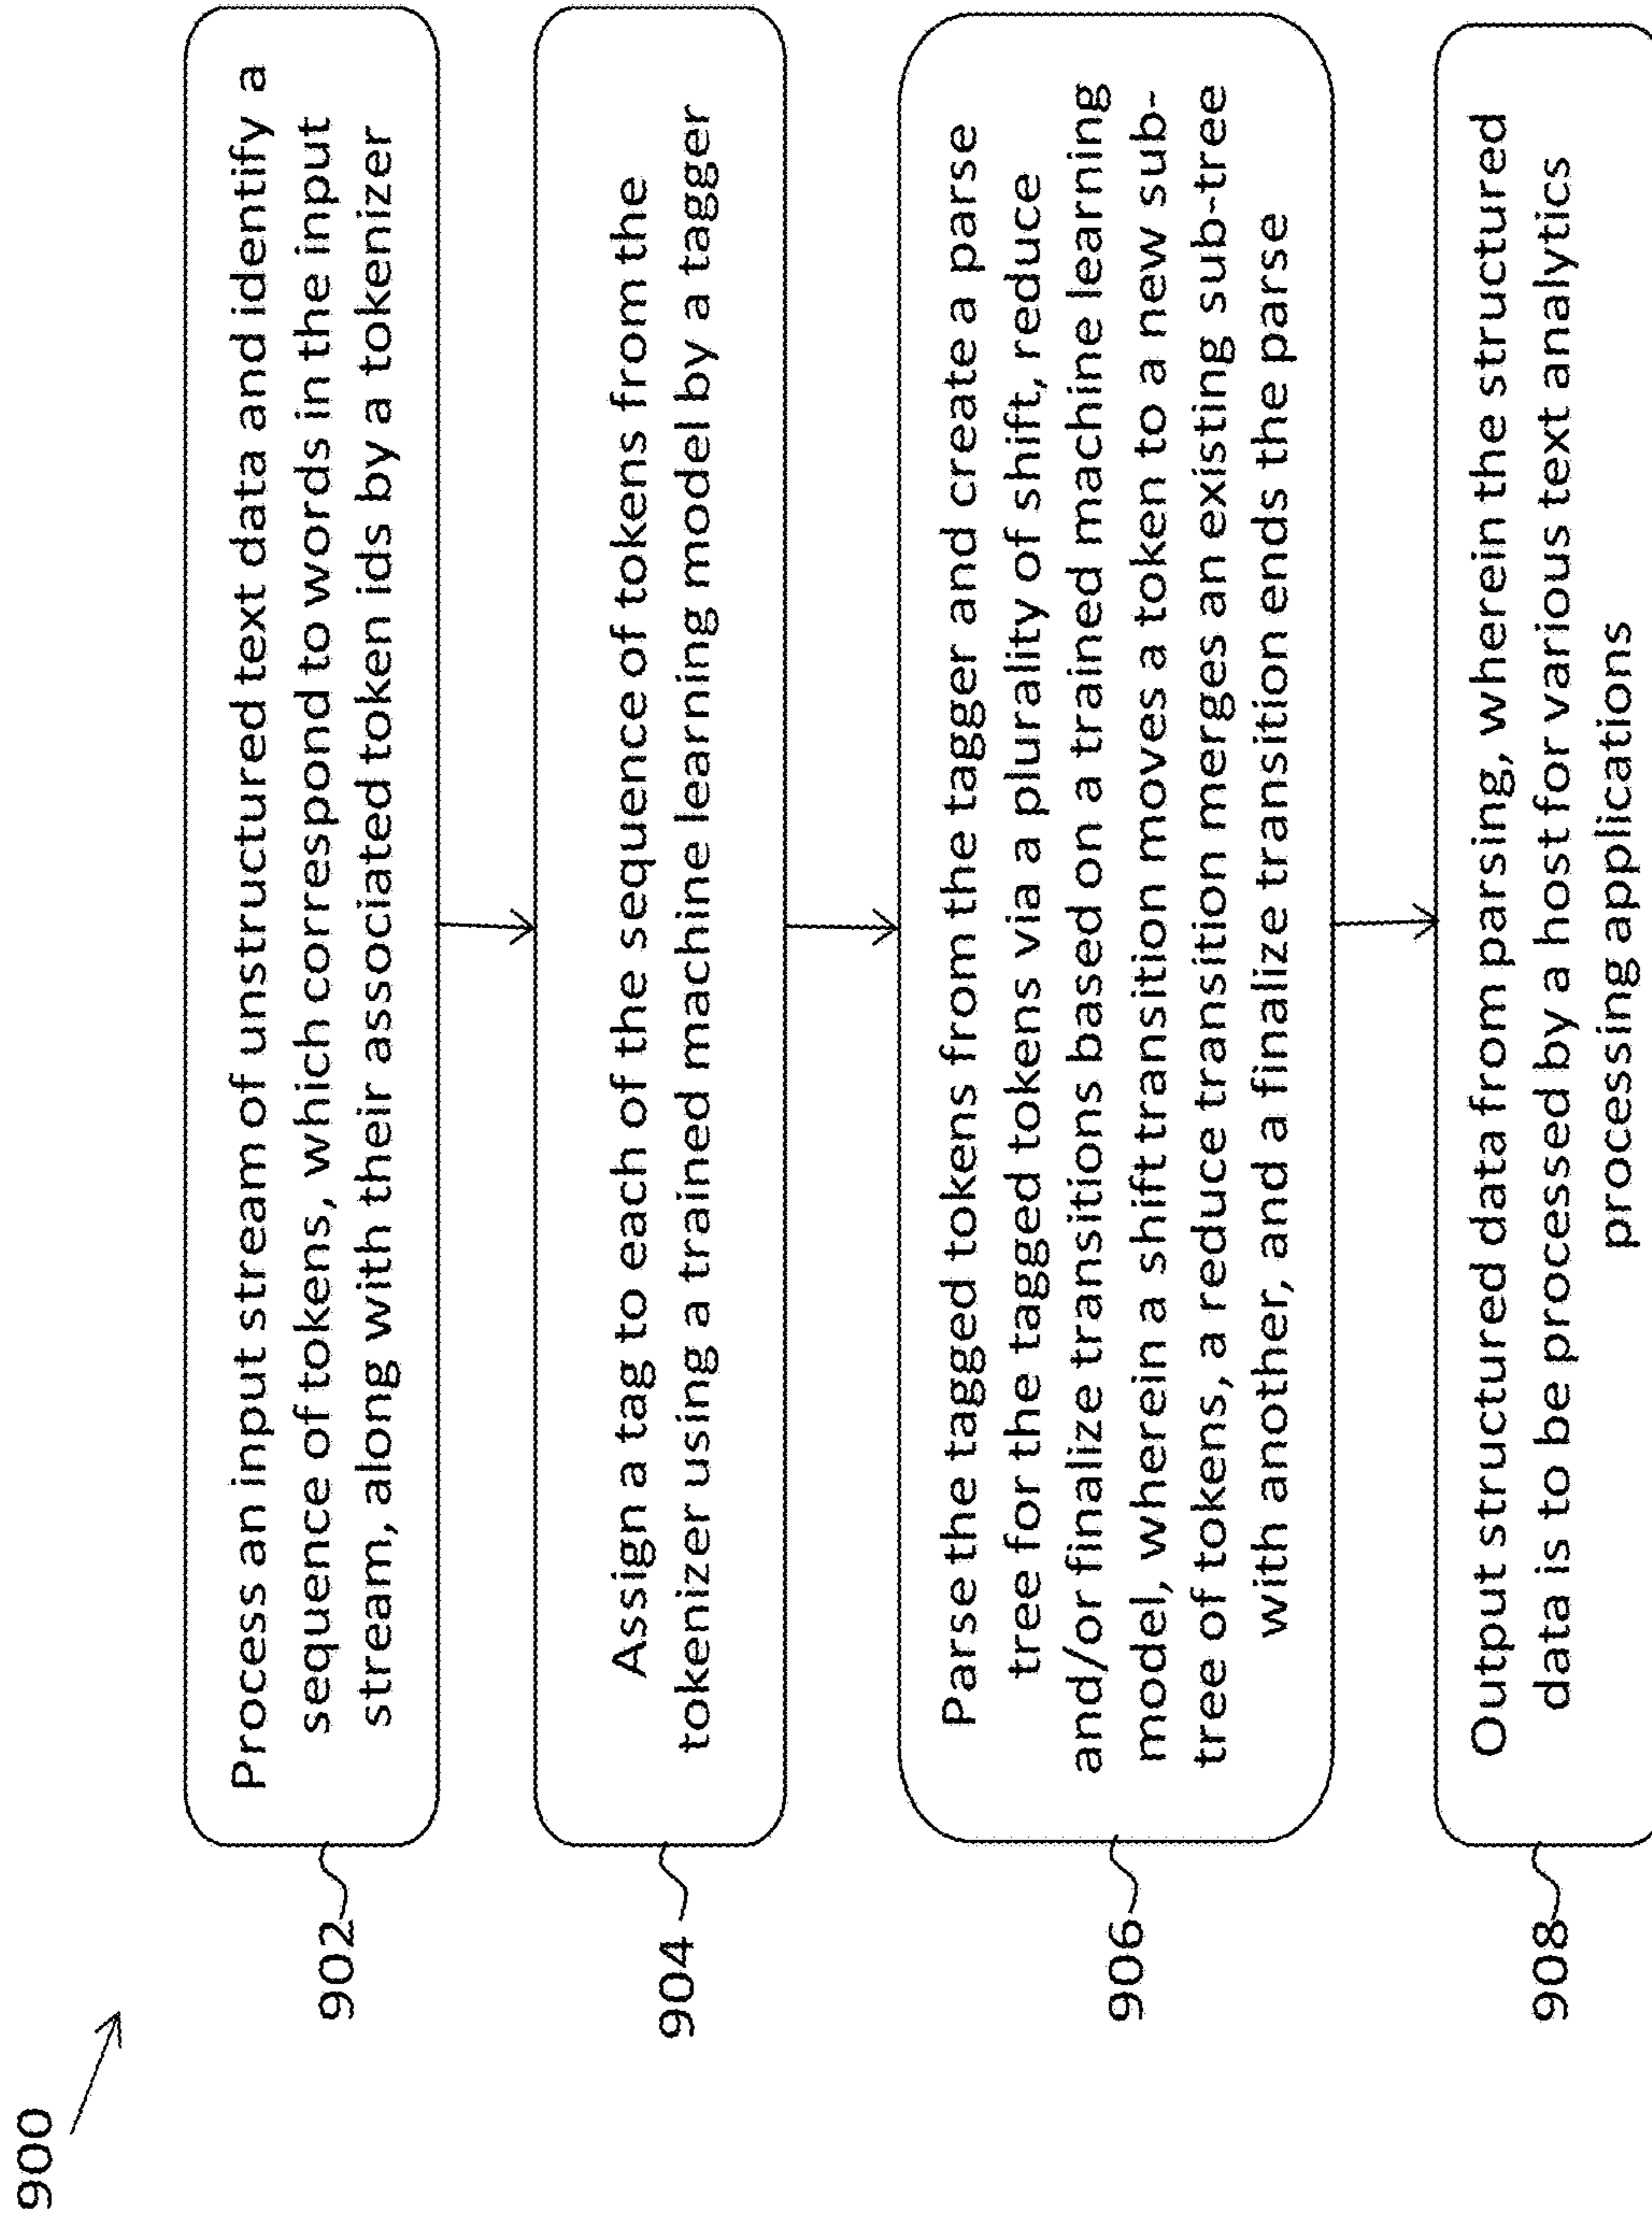 900
902
Process an input stream of unstructured text data and identify a
sequence of tokens, which correspond to words in the input
stream, along with their associated token ids by a tokenizer
904
Assign a tag to each of the sequence of tokens from the
tokenizer using a trained machine learning model by a tagger
906
Parse the tagged tokens from the tagger and create a parse
tree for the tagged tokens via a plurality of shift, reduce
and/or finalize transitions based on a trained machine learning
model, wherein a shift transition moves a token to a new sub-
tree of tokens, a reduce transition merges an existing sub-tree
with another, and a finalize transition ends the parse
908
Output structured data from parsing, wherein the structured
data is to be processed by a host for various text analytics
processing applications